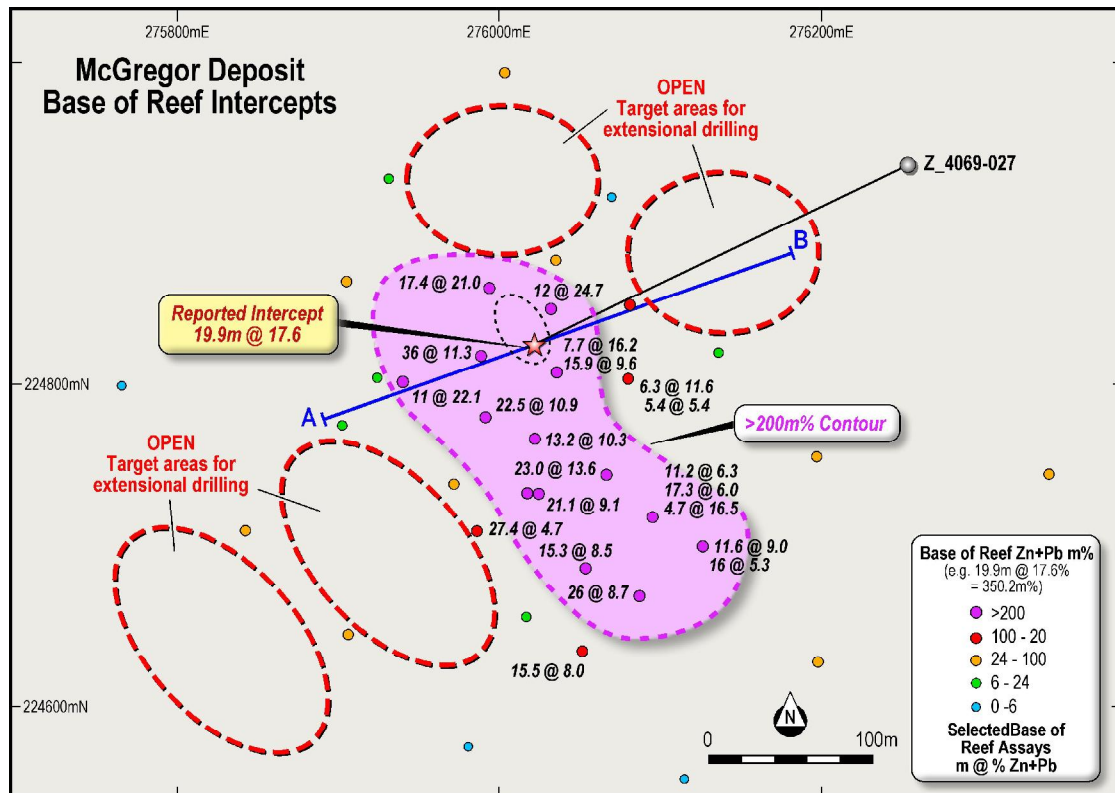 275800mE
276000mE
276200mE
McGregor Deposit
Base of Reef Intercepts
OPEN
Target areas for
extensional drilling
Z_4069-027
B
17.4 @ 21.0
12 @ 24.7
Reported Intercept
19.9m @ 17.6
7.7 @ 16.2
15.9 @ 9.6
36 @ 11.3
224800mN
11 @ 22.1
6.3 @ 11.6
5.4 @ 5.4
A
22.5 @ 10.9
>200m% Contour
13.2 @ 10.3
OPEN
Target areas for
extensional drilling
23.0 @ 13.6
11.2 @ 6.3
17.3 @ 6.0
4.7 @ 16.5
21.1 @ 9.1
27.4 @ 4.7
15.3 @ 8.5
11.6 @ 9.0
16 @ 5.3
26 @ 8.7
15.5 @ 8.0
224600mN
N
0
100m
Base of Reef Zn+Pb m%
(e.g. 19.9m @ 17.6%
= 350.2m%)
>200
100 - 20
24 - 100
6 - 24
0 -6
SelectedBase of
Reef Assays
m @ % Zn+Pb